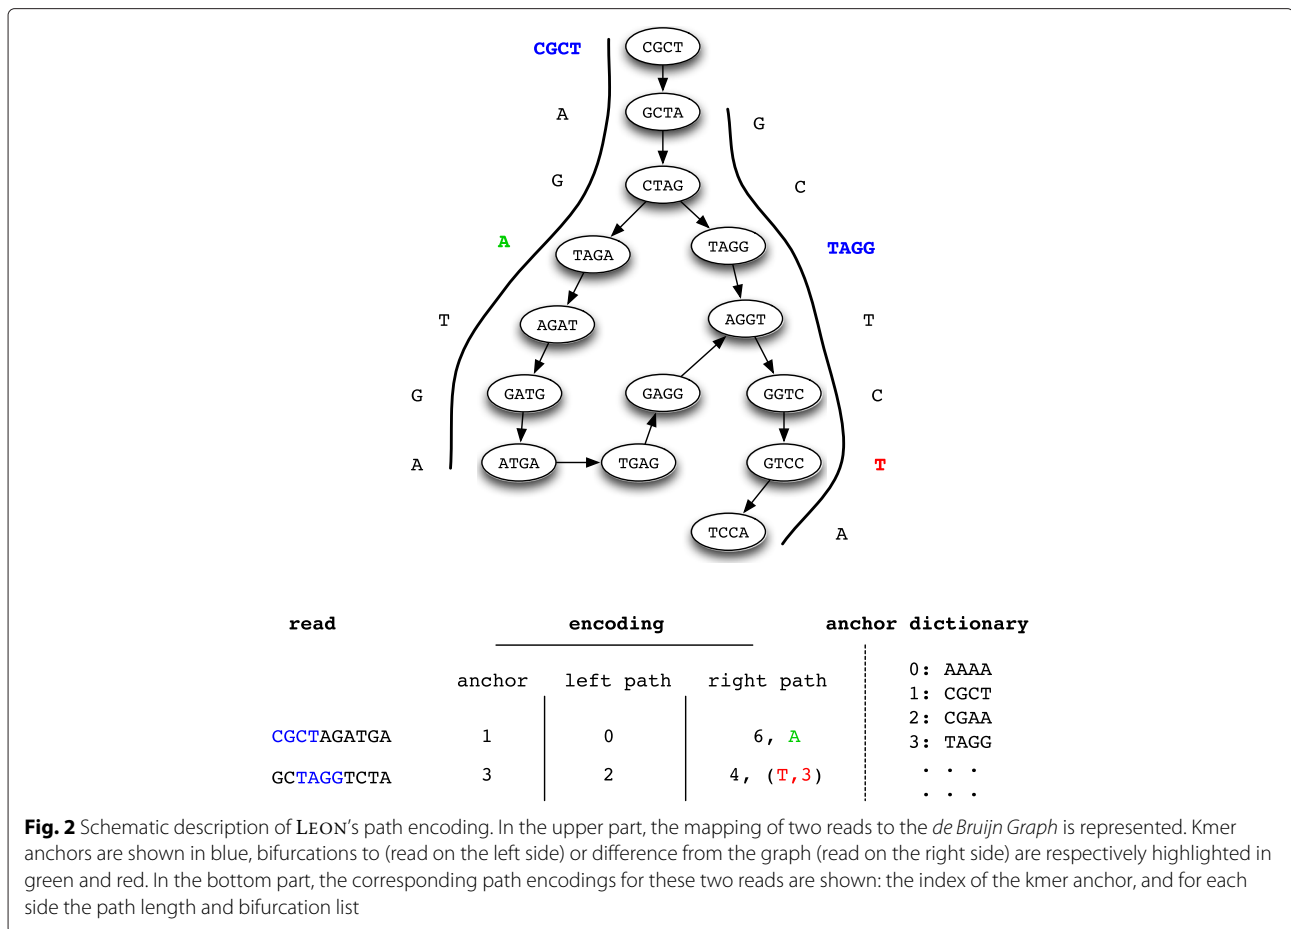 CGCT CGCT
A GCTA G
G CTAG C
A TAGA TAGG TAGG
T AGAT AGGT T
G GATG GAGG GGTC C
A ATGA TGAG GTCC T
TCCA A
read encoding anchor dictionary
anchor left path right path 0: AAAA
1: CGCT
2: CGAA
CGCTAGATGA 1 0 6, A 3: TAGG
GCTAGGTCTA 3 2 4, (T,3) . . .
. . .
Fig. 2 Schematic description of LEON's path encoding. In the upper part, the mapping of two reads to the de Bruijn Graph is represented. Kmer
anchors are shown in blue, bifurcations to (read on the left side) or difference from the graph (read on the right side) are respectively highlighted in
green and red. In the bottom part, the corresponding path encodings for these two reads are shown: the index of the kmer anchor, and for each
side the path length and bifurcation list